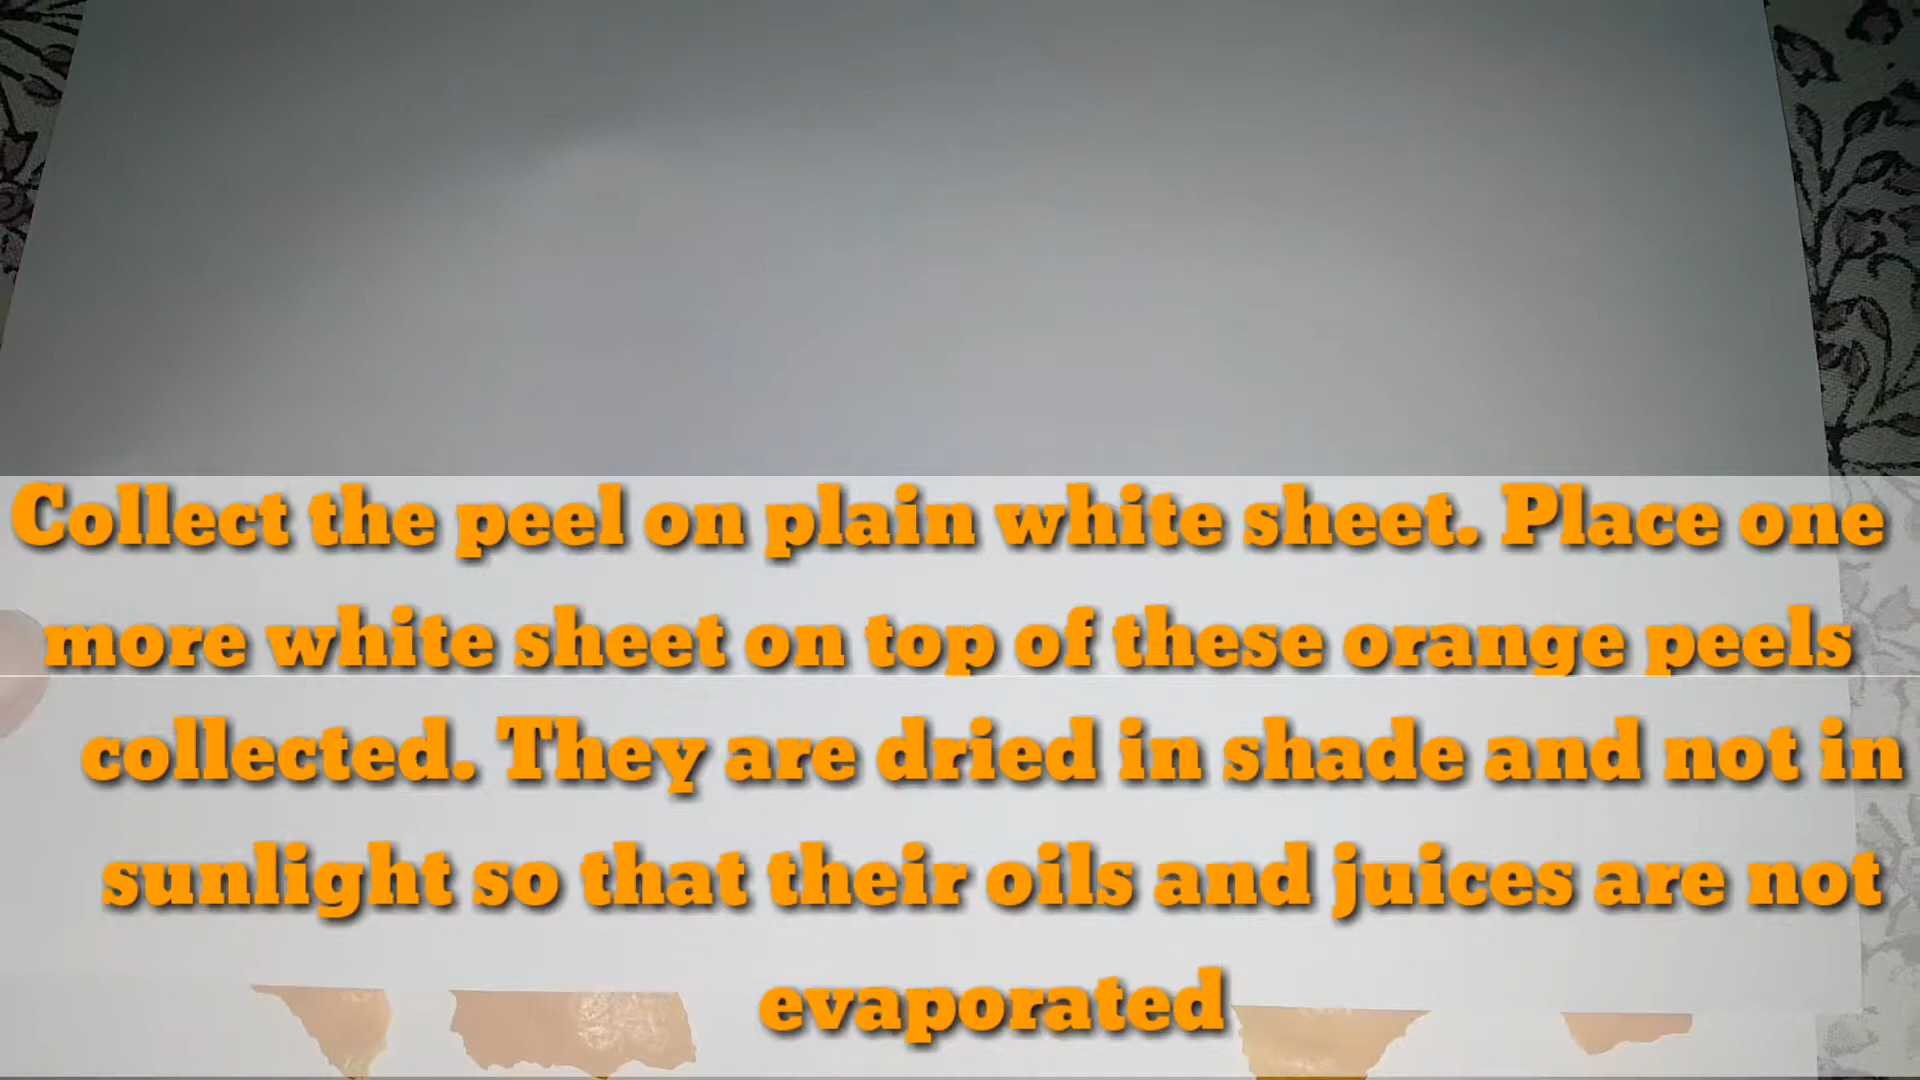 Collect the peel on plain white sheet. Place one
more white sheet on top of these orange peels
collected. They are dried in shade and not in
sunlight so that their oils and juices are not
evaporated